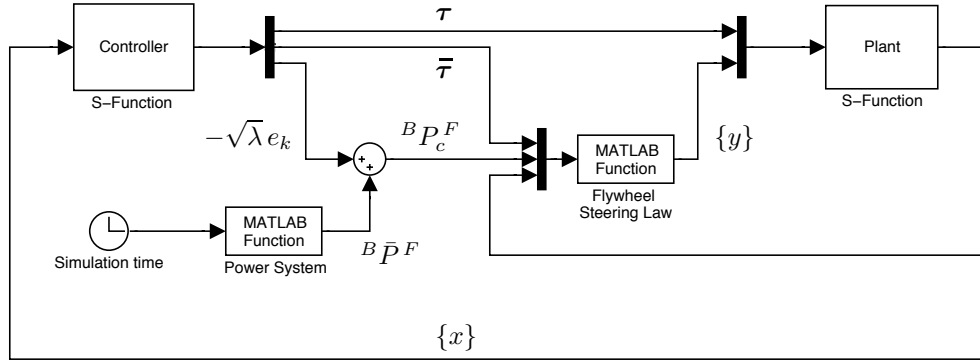 Controller
S−Function
τ
τ̄
Plant
S−Function
−√λ e_k
^B P_c^F
{y}
++
MATLAB
Function
Flywheel
Steering Law
MATLAB
Function
Simulation time
Power System
^B P̄^F
{x}